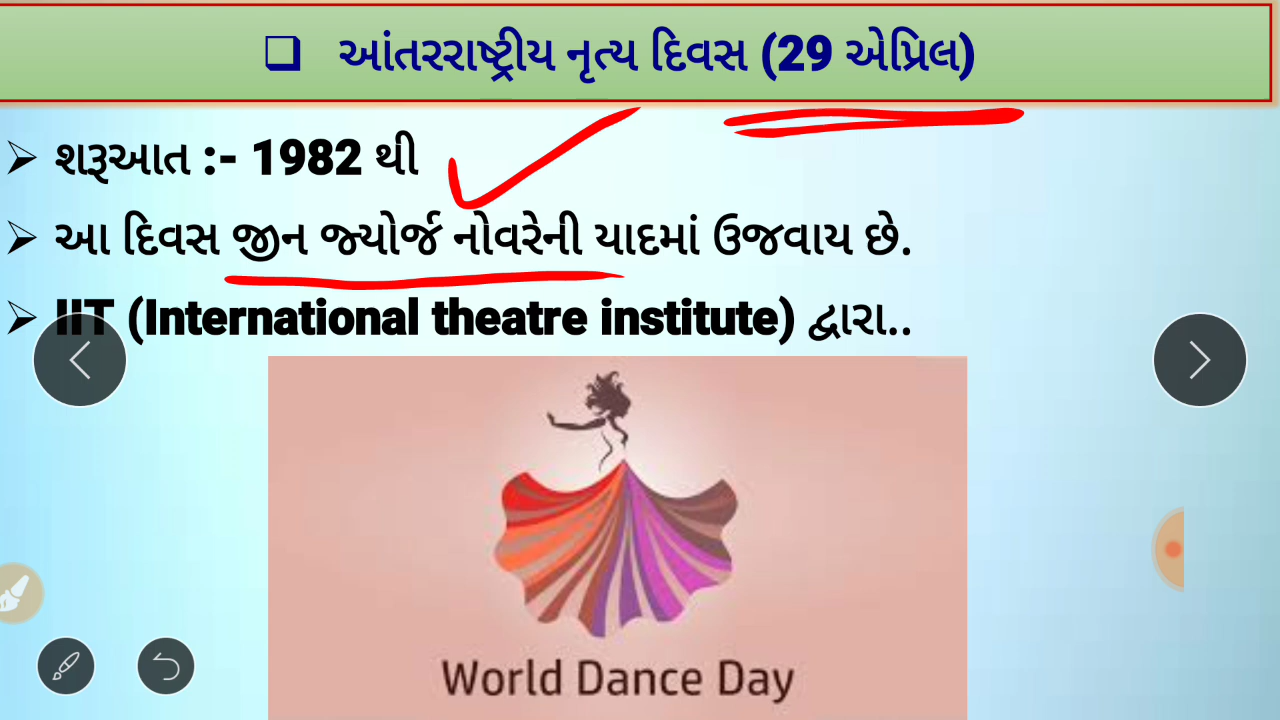 આંતરરાષ્ટ્રીય નૃત્ય દિવસ (29 એપ્રિલ)
શરૂઆત :- 1982 થી
આ દિવસ જીન જ્યોર્જ નોવરેની યાદમાં ઉજવાય છે.
IIT (International theatre institute) દ્વારા..
World Dance Day